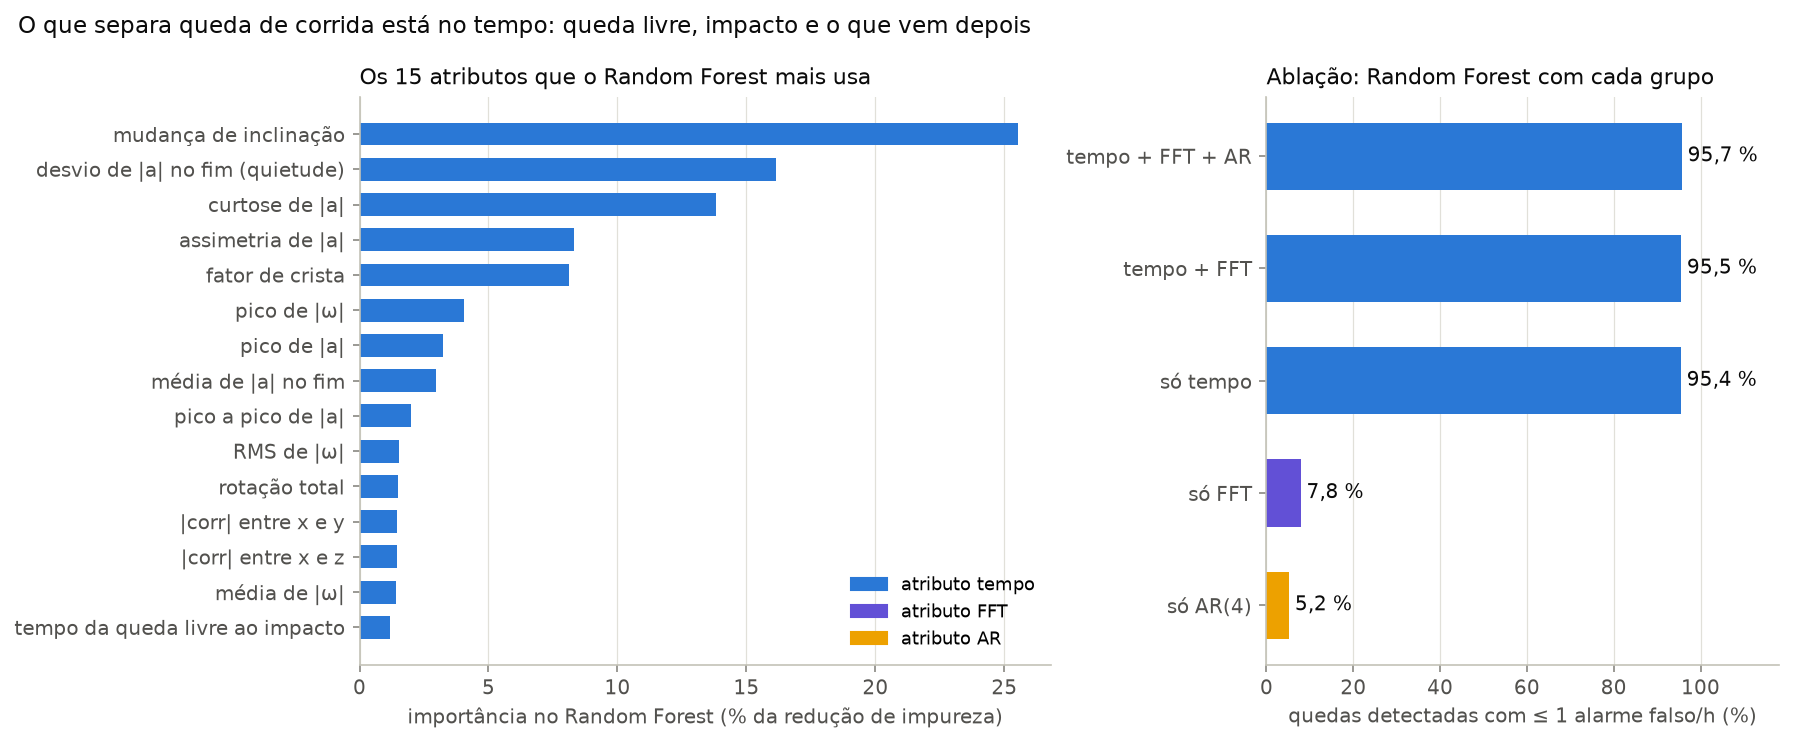 O que separa queda de corrida está no tempo: queda livre, impacto e o que vem depois
Os 15 atributos que o Random Forest mais usa
mudança de inclinação
desvio de |a| no fim (quietude)
curtose de |a|
assimetria de |a|
fator de crista
pico de |ω|
pico de |a|
média de |a| no fim
pico a pico de |a|
RMS de |ω|
rotação total
|corr| entre x e y
|corr| entre x e z
média de |ω|
tempo da queda livre ao impacto
atributo tempo
atributo FFT
atributo AR
0 5 10 15 20 25
importância no Random Forest (% da redução de impureza)
Ablação: Random Forest com cada grupo
tempo + FFT + AR 95,7 %
tempo + FFT 95,5 %
só tempo 95,4 %
só FFT 7,8 %
só AR(4) 5,2 %
0 20 40 60 80 100
quedas detectadas com ≤ 1 alarme falso/h (%)